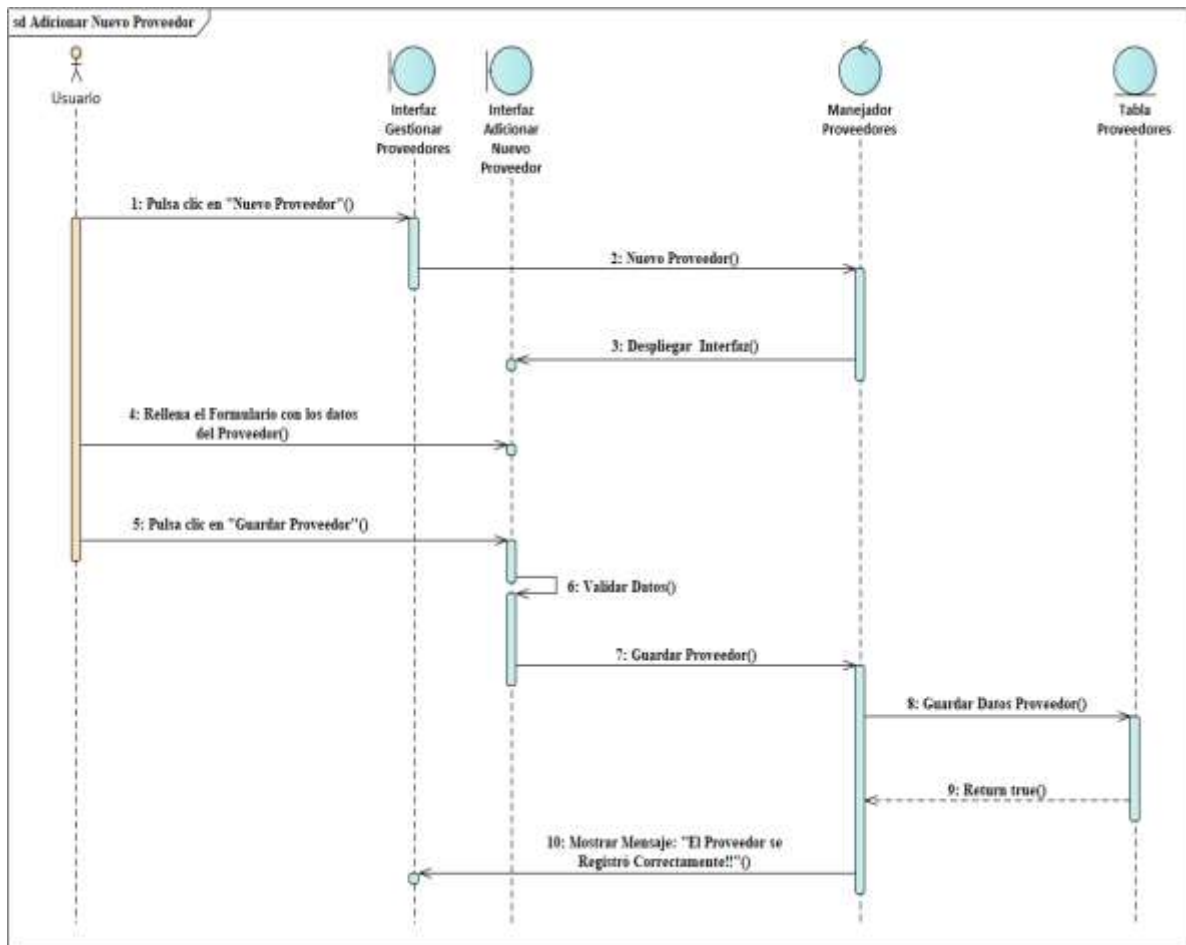 sd Adicionar Nuevo Proveedor
Usuario
Interfaz
Gestionar
Proveedores
Interfaz
Adicionar
Nuevo
Proveedor
Manejador
Proveedores
Tabla
Proveedores
1: Pulsa clic en "Nuevo Proveedor"()
2: Nuevo Proveedor()
3: Despliegar Interfaz()
4: Rellena el Formulario con los datos
del Proveedor()
5: Pulsa clic en "Guardar Proveedor"()
6: Validar Datos()
7: Guardar Proveedor()
8: Guardar Datos Proveedor()
9: Return true()
10: Mostrar Mensaje: "El Proveedor se
Registró Correctamente!!"()